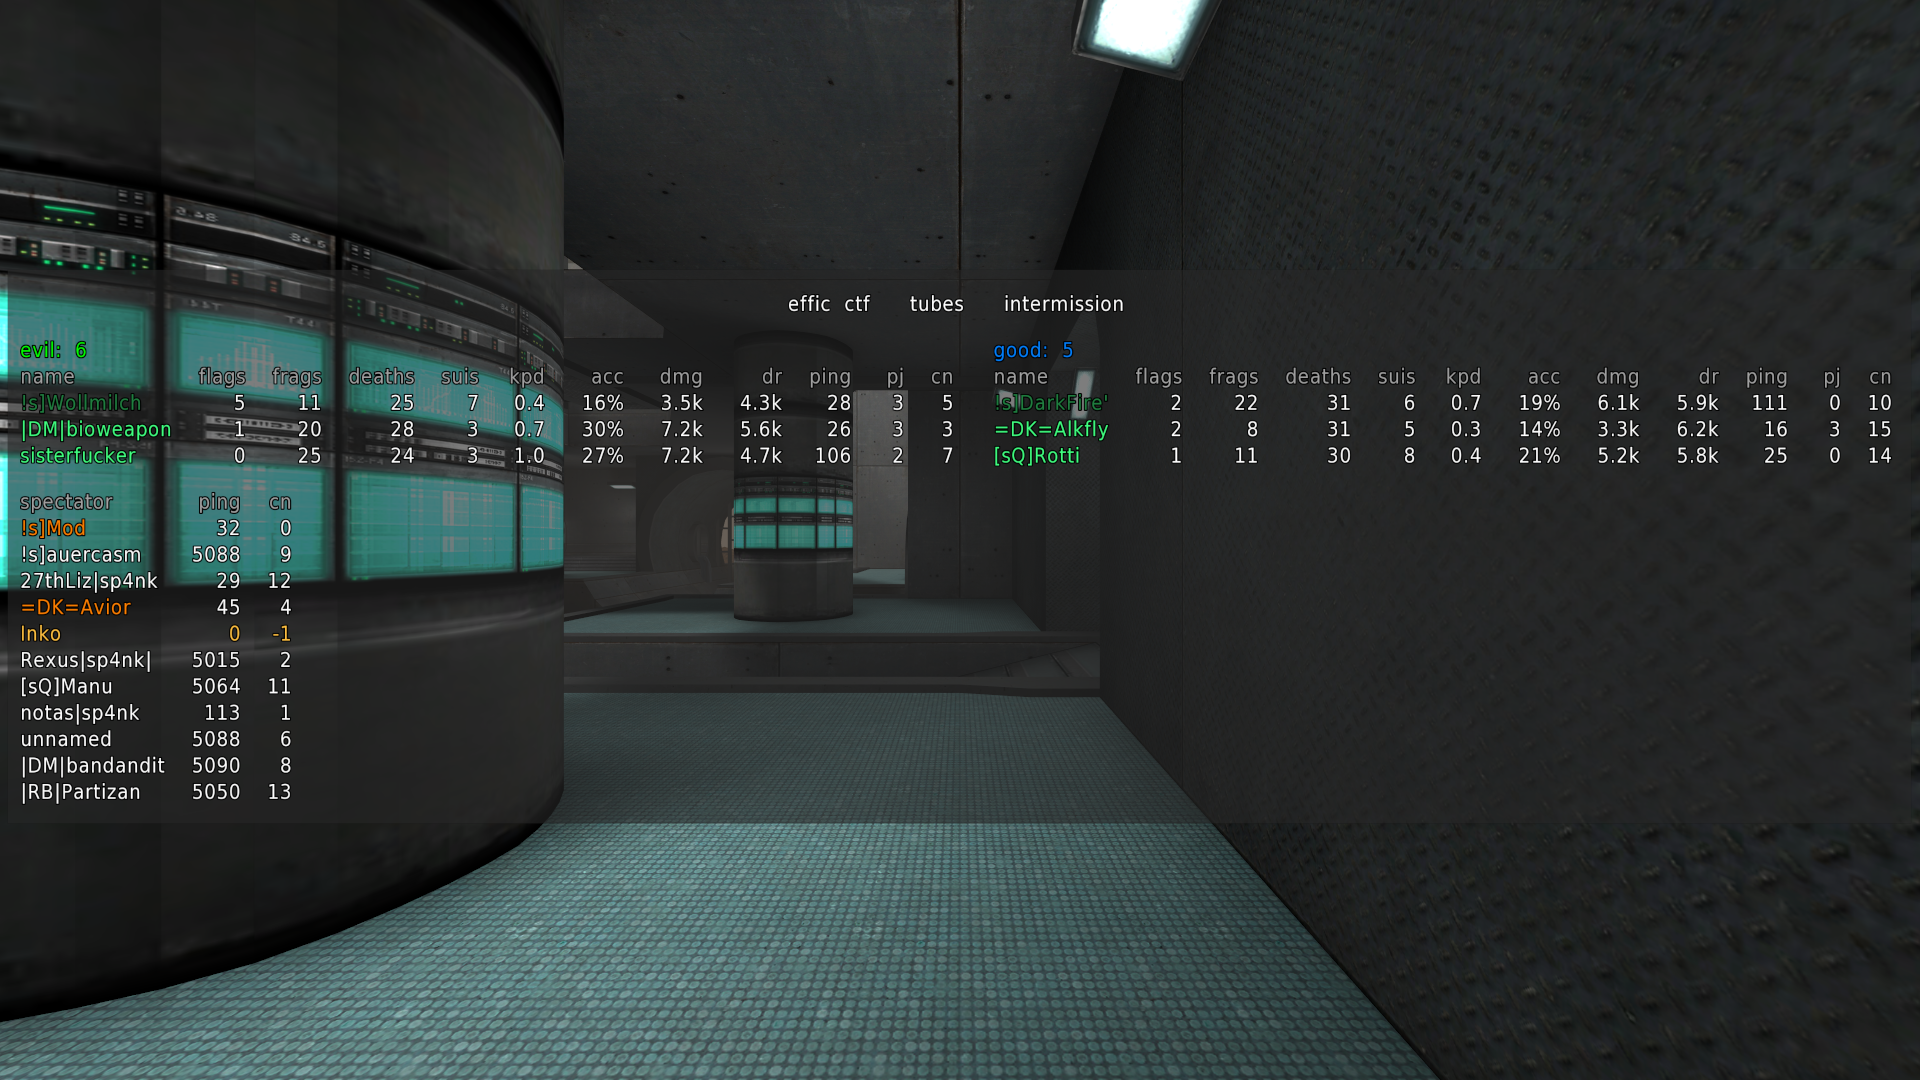 effic ctf tubes intermission
evil: 6
name flags frags deaths suis kpd acc dmg dr ping pj cn
!s]Wollmilch 5 11 25 7 0.4 16% 3.5k 4.3k 28 3 5
|DM|bioweapon 1 20 28 3 0.7 30% 7.2k 5.6k 26 3 3
sisterfucker 0 25 24 3 1.0 27% 7.2k 4.7k 106 2 7
good: 5
name flags frags deaths suis kpd acc dmg dr ping pj cn
!s]DarkFire' 2 22 31 6 0.7 19% 6.1k 5.9k 111 0 10
=DK=Alkfly 2 8 31 5 0.3 14% 3.3k 6.2k 16 3 15
[sQ]Rotti 1 11 30 8 0.4 21% 5.2k 5.8k 25 0 14
spectator ping cn
!s]Mod 32 0
!s]auercasm 5088 9
27thLiz|sp4nk 29 12
=DK=Avior 45 4
Inko 0 -1
Rexus|sp4nk| 5015 2
[sQ]Manu 5064 11
notas|sp4nk 113 1
unnamed 5088 6
|DM|bandandit 5090 8
|RB|Partizan 5050 13